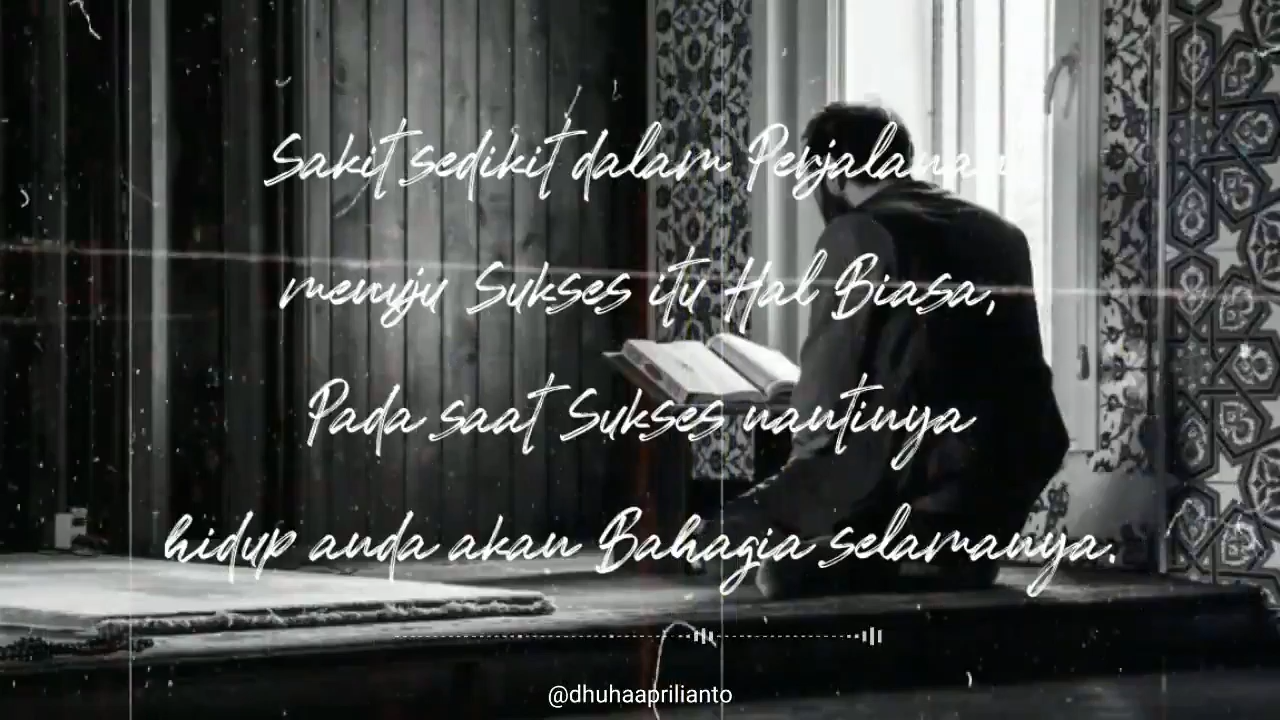 Sakit sedikit dalam Perjalanan
menuju Sukses itu Hal Biasa,
Pada saat Sukses nantinya
hidup anda akan Bahagia selamanya.
@dhuhaaprilianto